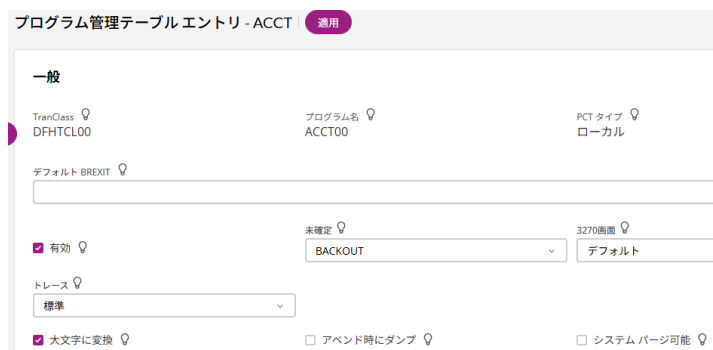 プログラム管理テーブル エントリ - ACCT 適用
一般
TranClass プログラム名 PCT タイプ
DFHTCL00 ACCT00 ローカル
デフォルト BREXIT
未確定 3270画面
有効 BACKOUT デフォルト
トレース
標準
大文字に変換 アベンド時にダンプ システム パージ可能